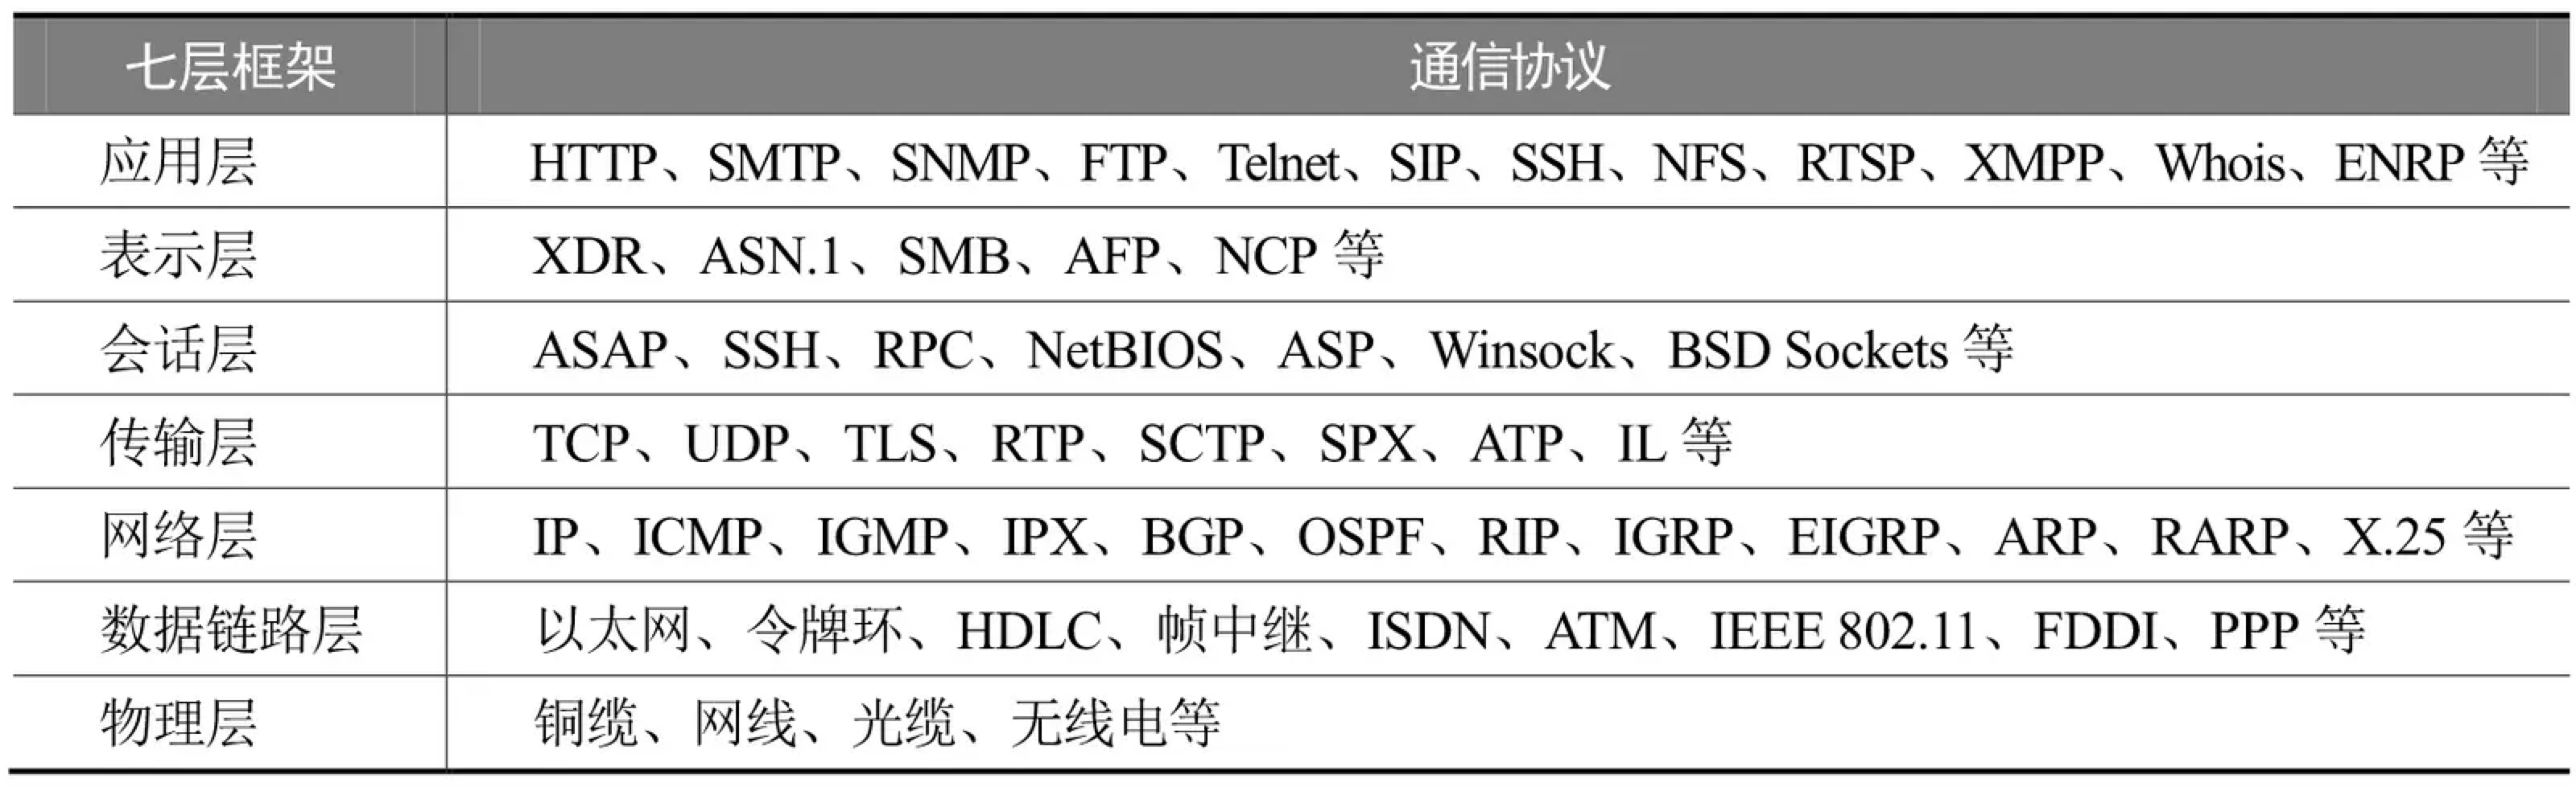 七层框架 通信协议
应用层 HTTP、SMTP、SNMP、FTP、Telnet、SIP、SSH、NFS、RTSP、XMPP、Whois、ENRP 等
表示层 XDR、ASN.1、SMB、AFP、NCP 等
会话层 ASAP、SSH、RPC、NetBIOS、ASP、Winsock、BSD Sockets 等
传输层 TCP、UDP、TLS、RTP、SCTP、SPX、ATP、IL 等
网络层 IP、ICMP、IGMP、IPX、BGP、OSPF、RIP、IGRP、EIGRP、ARP、RARP、X.25 等
数据链路层 以太网、令牌环、HDLC、帧中继、ISDN、ATM、IEEE 802.11、FDDI、PPP 等
物理层 铜缆、网线、光缆、无线电等